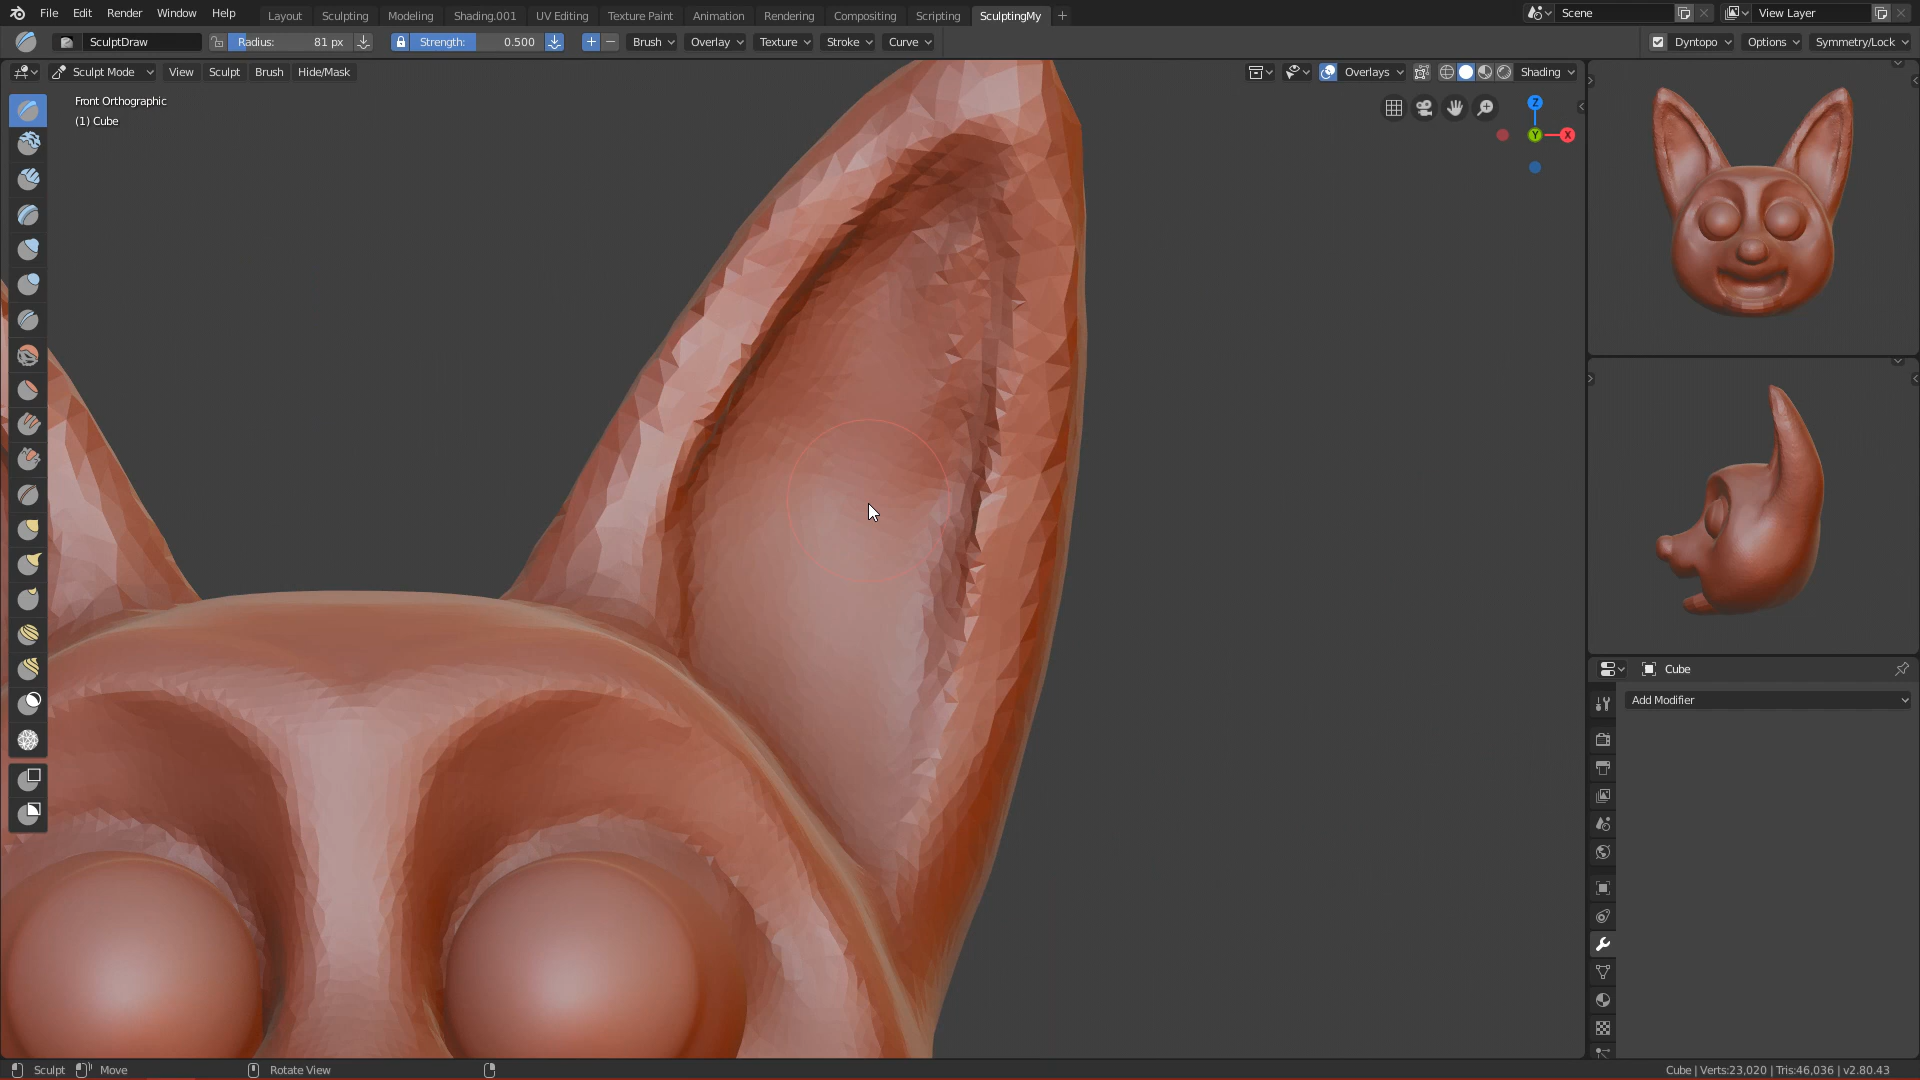 File Edit Render Window Help Layout Sculpting Modeling Shading.001 UV Editing Texture Paint Animation Rendering Compositing Scripting SculptingMy + Scene View Layer
SculptDraw Radius: 81 px Strength: 0.500 Brush Overlay Texture Stroke Curve Dyntopo Options Symmetry/Lock
Sculpt Mode View Sculpt Brush Hide/Mask Overlays Shading
Front Orthographic
(1) Cube
Z
Y
X
Cube
Add Modifier
Sculpt Move Rotate View Cube | Verts:23,020 | Tris:46,036 | v2.80.43